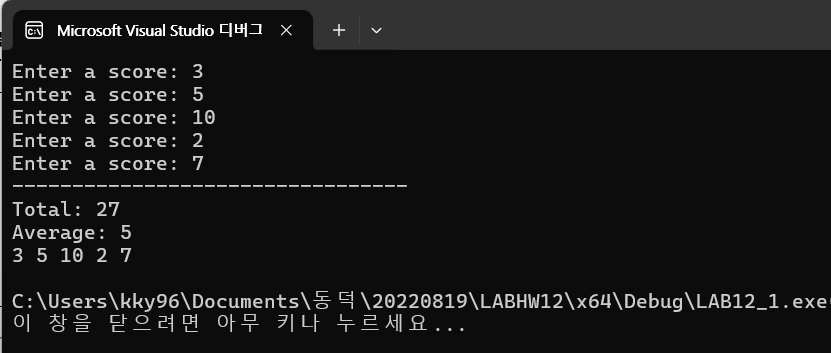 Microsoft Visual Studio 디버그
Enter a score: 3
Enter a score: 5
Enter a score: 10
Enter a score: 2
Enter a score: 7
---------------------------------
Total: 27
Average: 5
3 5 10 2 7
C:\Users\kky96\Documents\동덕\20220819\LABHW12\x64\Debug\LAB12_1.exe
이 창을 닫으려면 아무 키나 누르세요...